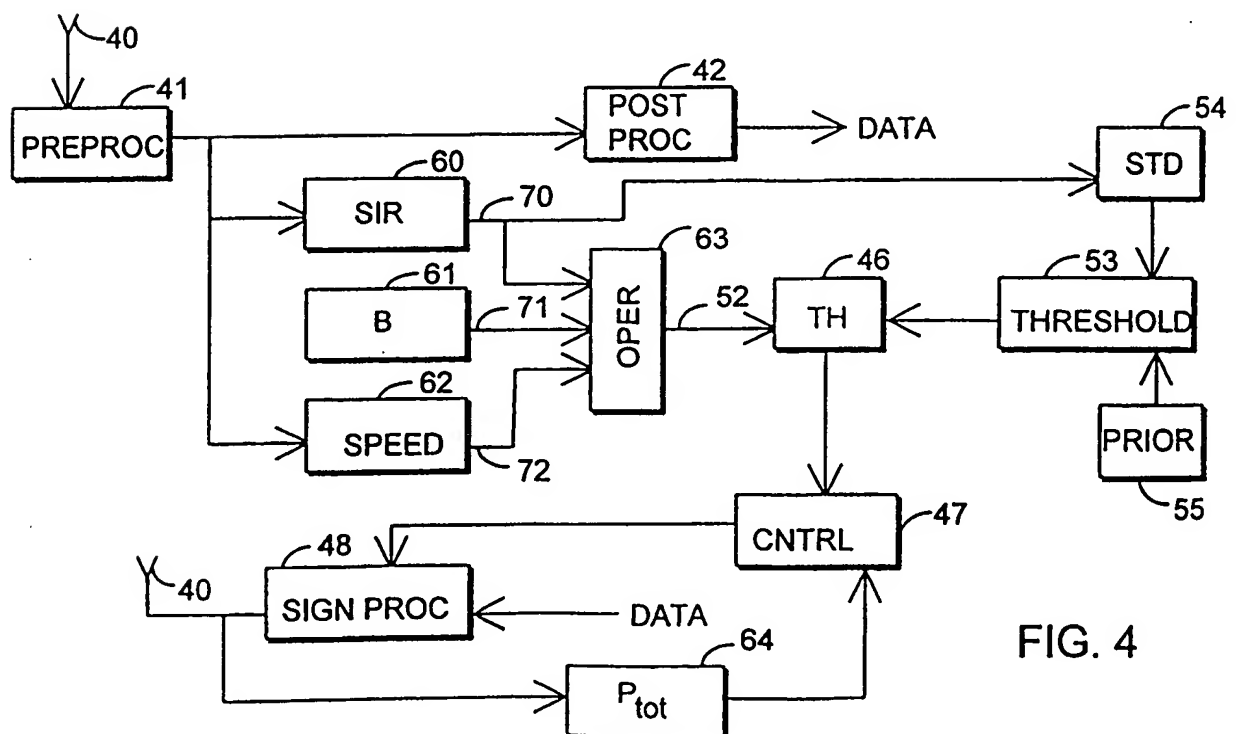 40
41
PREPROC
42
POST
PROC
DATA
54
STD
60
SIR
70
63
OPER
61
B
71
52
46
TH
53
THRESHOLD
62
SPEED
72
PRIOR
55
47
CNTRL
48
40
SIGN PROC
DATA
64
Ptot
FIG. 4